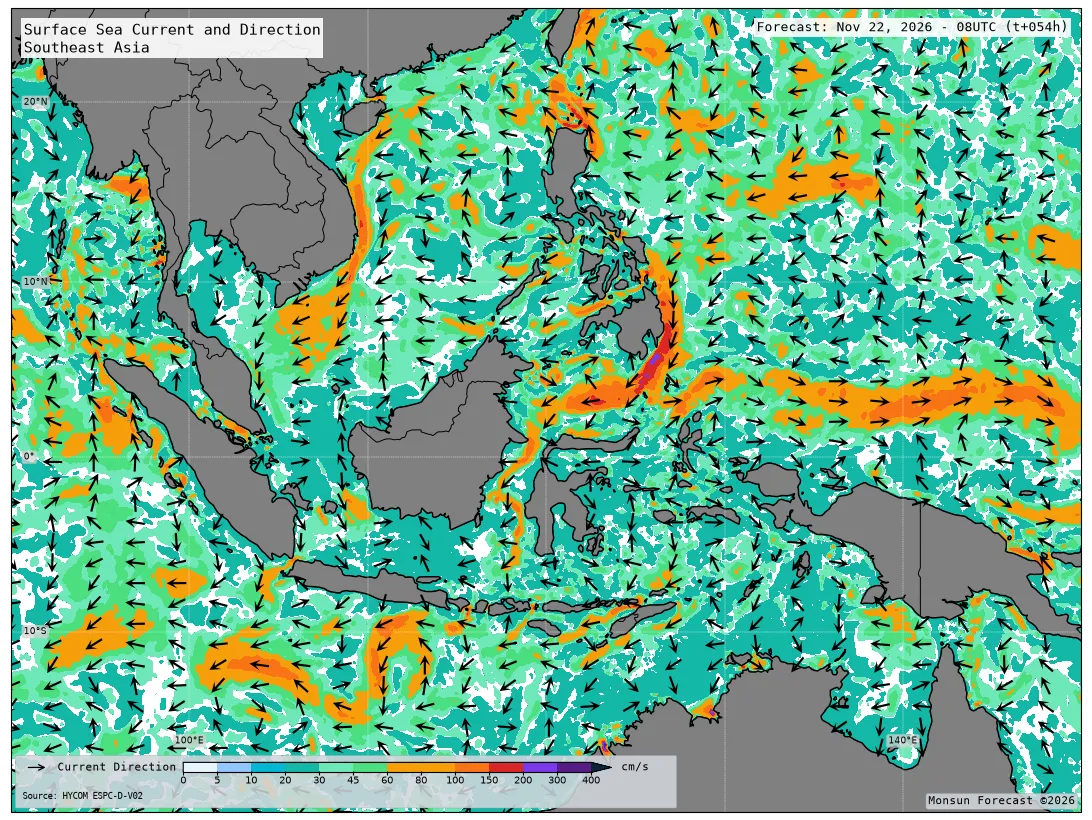 Surface Sea Current and Direction
Southeast Asia
Forecast: Nov 22, 2026 - 08UTC (t+054h)
20°N
10°N
0°
10°S
100°E
140°E
Current Direction
cm/s
0 5 10 20 30 45 60 80 100 150 200 300 400
Source: HYCOM ESPC-D-V02
Monsun Forecast ©2026